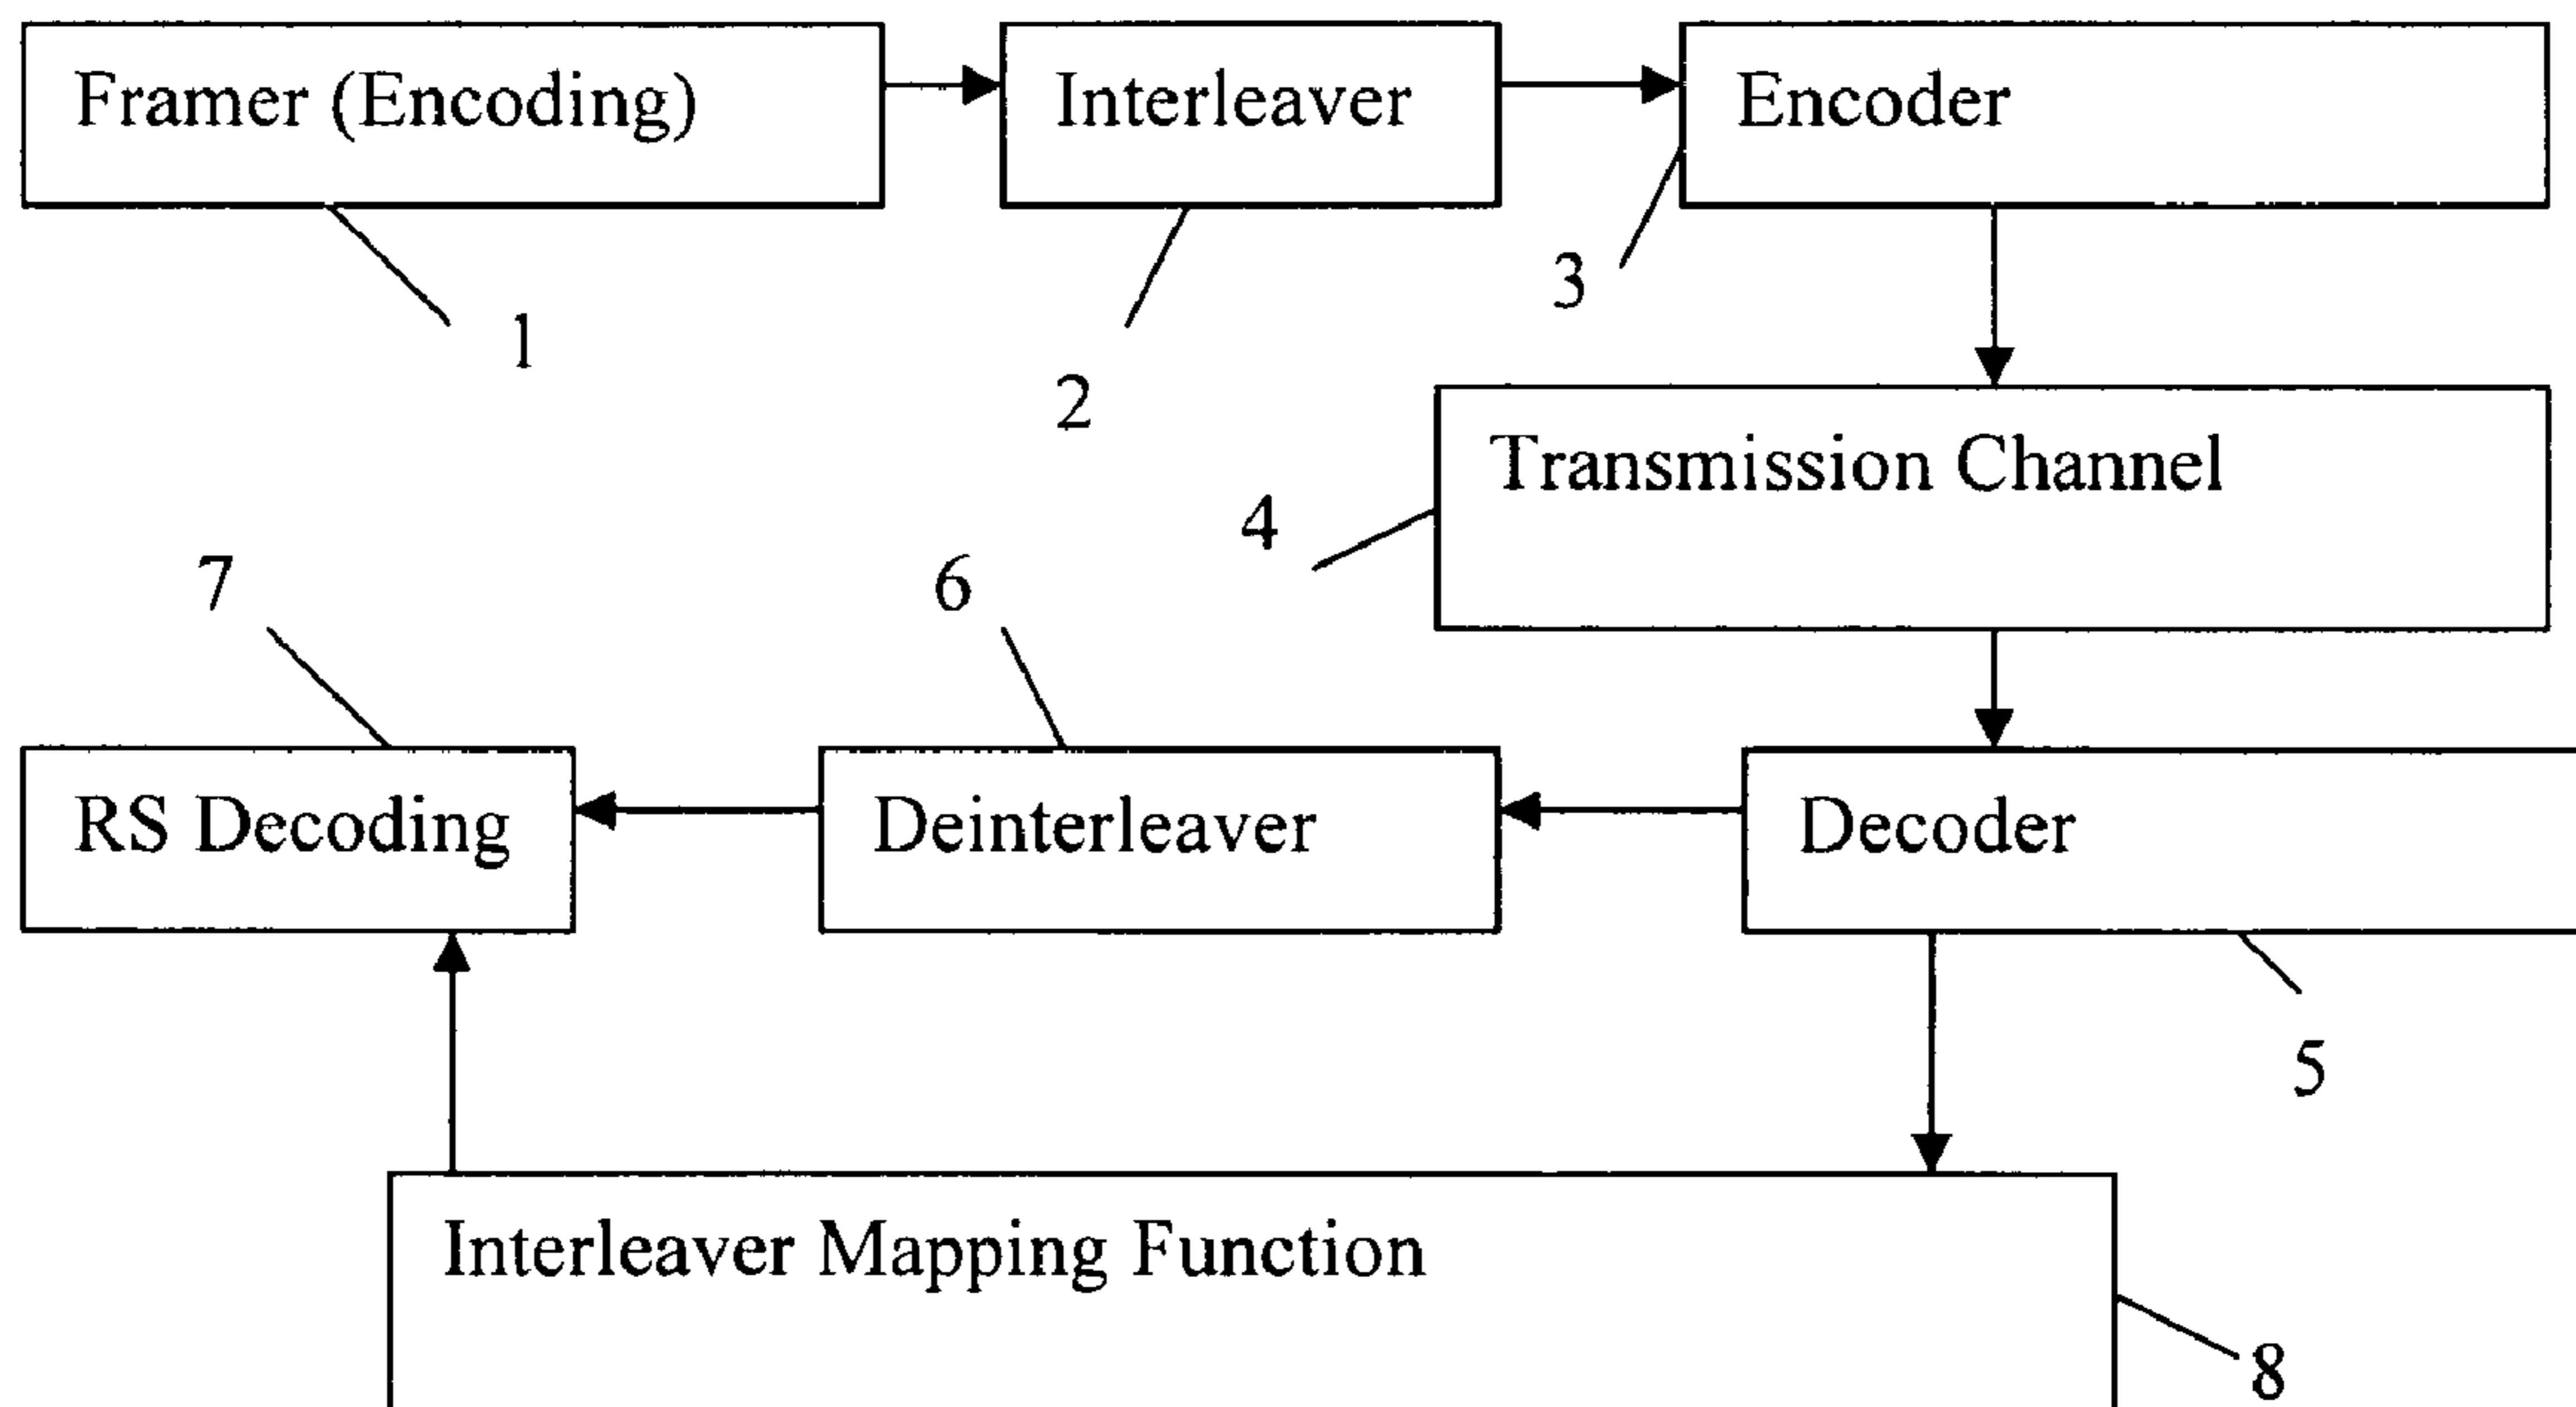 Framer (Encoding)
Interleaver
Encoder
1
2
3
Transmission Channel
4
7
6
RS Decoding
Deinterleaver
Decoder
5
Interleaver Mapping Function
8